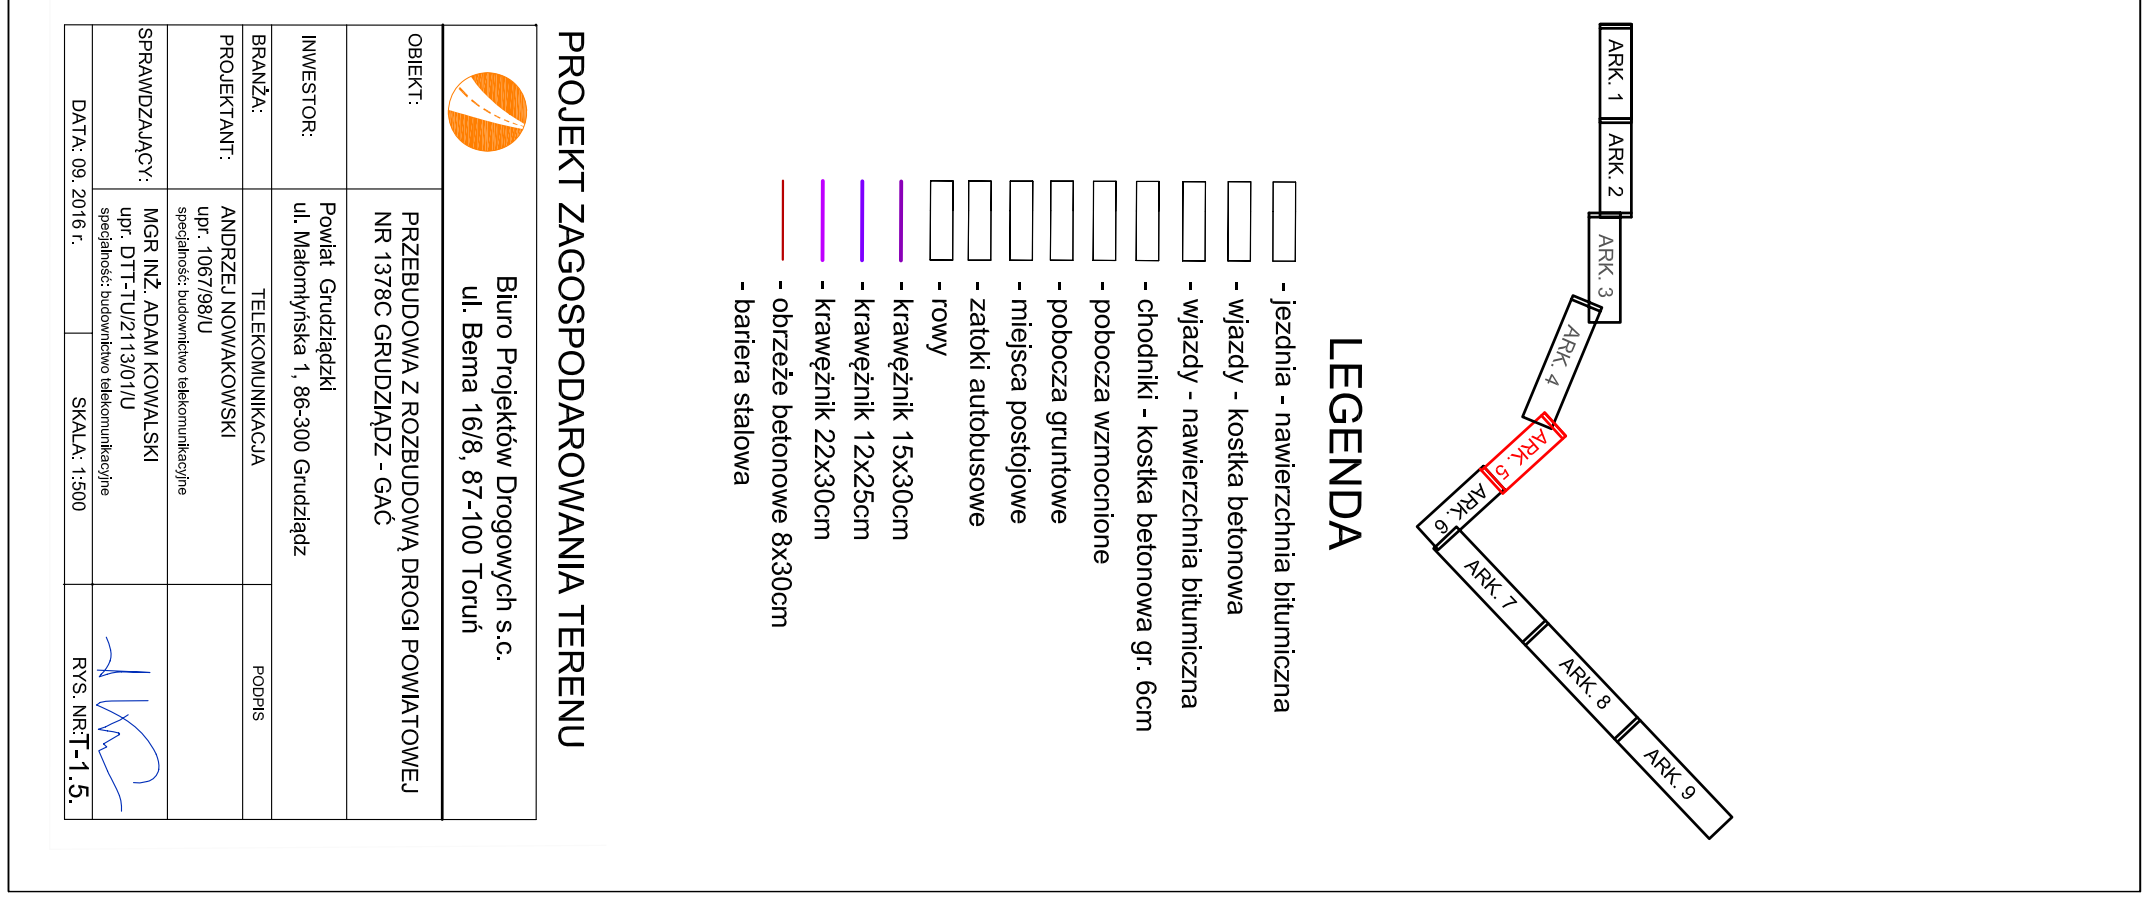 ARK. 1
ARK. 2
ARK. 3
ARK. 4
ARK. 5
ARK. 6
ARK. 7
ARK. 8
ARK. 9
LEGENDA
- jezdnia - nawierzchnia bitumiczna
- wjazdy - kostka betonowa
- wjazdy - nawierzchnia bitumiczna
- chodniki - kostka betonowa gr. 6cm
- pobocza wzmocnione
- pobocza gruntowe
- miejsca postojowe
- zatoki autobusowe
- rowy
- krawężnik 15x30cm
- krawężnik 12x25cm
- krawężnik 22x30cm
- obrzeże betonowe 8x30cm
- bariera stalowa
PROJEKT ZAGOSPODAROWANIA TERENU
Biuro Projektów Drogowych s.c.
ul. Bema 16/8, 87-100 Toruń
OBIEKT:
PRZEBUDOWA Z ROZBUDOWĄ DROGI POWIATOWEJ
NR 1378C GRUDZIĄDZ - GAĆ
INWESTOR:
Powiat Grudziądzki
ul. Małomłyńska 1, 86-300 Grudziądz
BRANŻA:
TELEKOMUNIKACJA
PODPIS
PROJEKTANT:
ANDRZEJ NOWAKOWSKI
upr. 1067/98/U
specjalność: budownictwo telekomunikacyjne
SPRAWDZAJĄCY:
MGR INŻ. ADAM KOWALSKI
upr. DTT-TU/2113/01/U
specjalność: budownictwo telekomunikacyjne
DATA: 09. 2016 r.
SKALA: 1:500
RYS. NR:T-1.5.